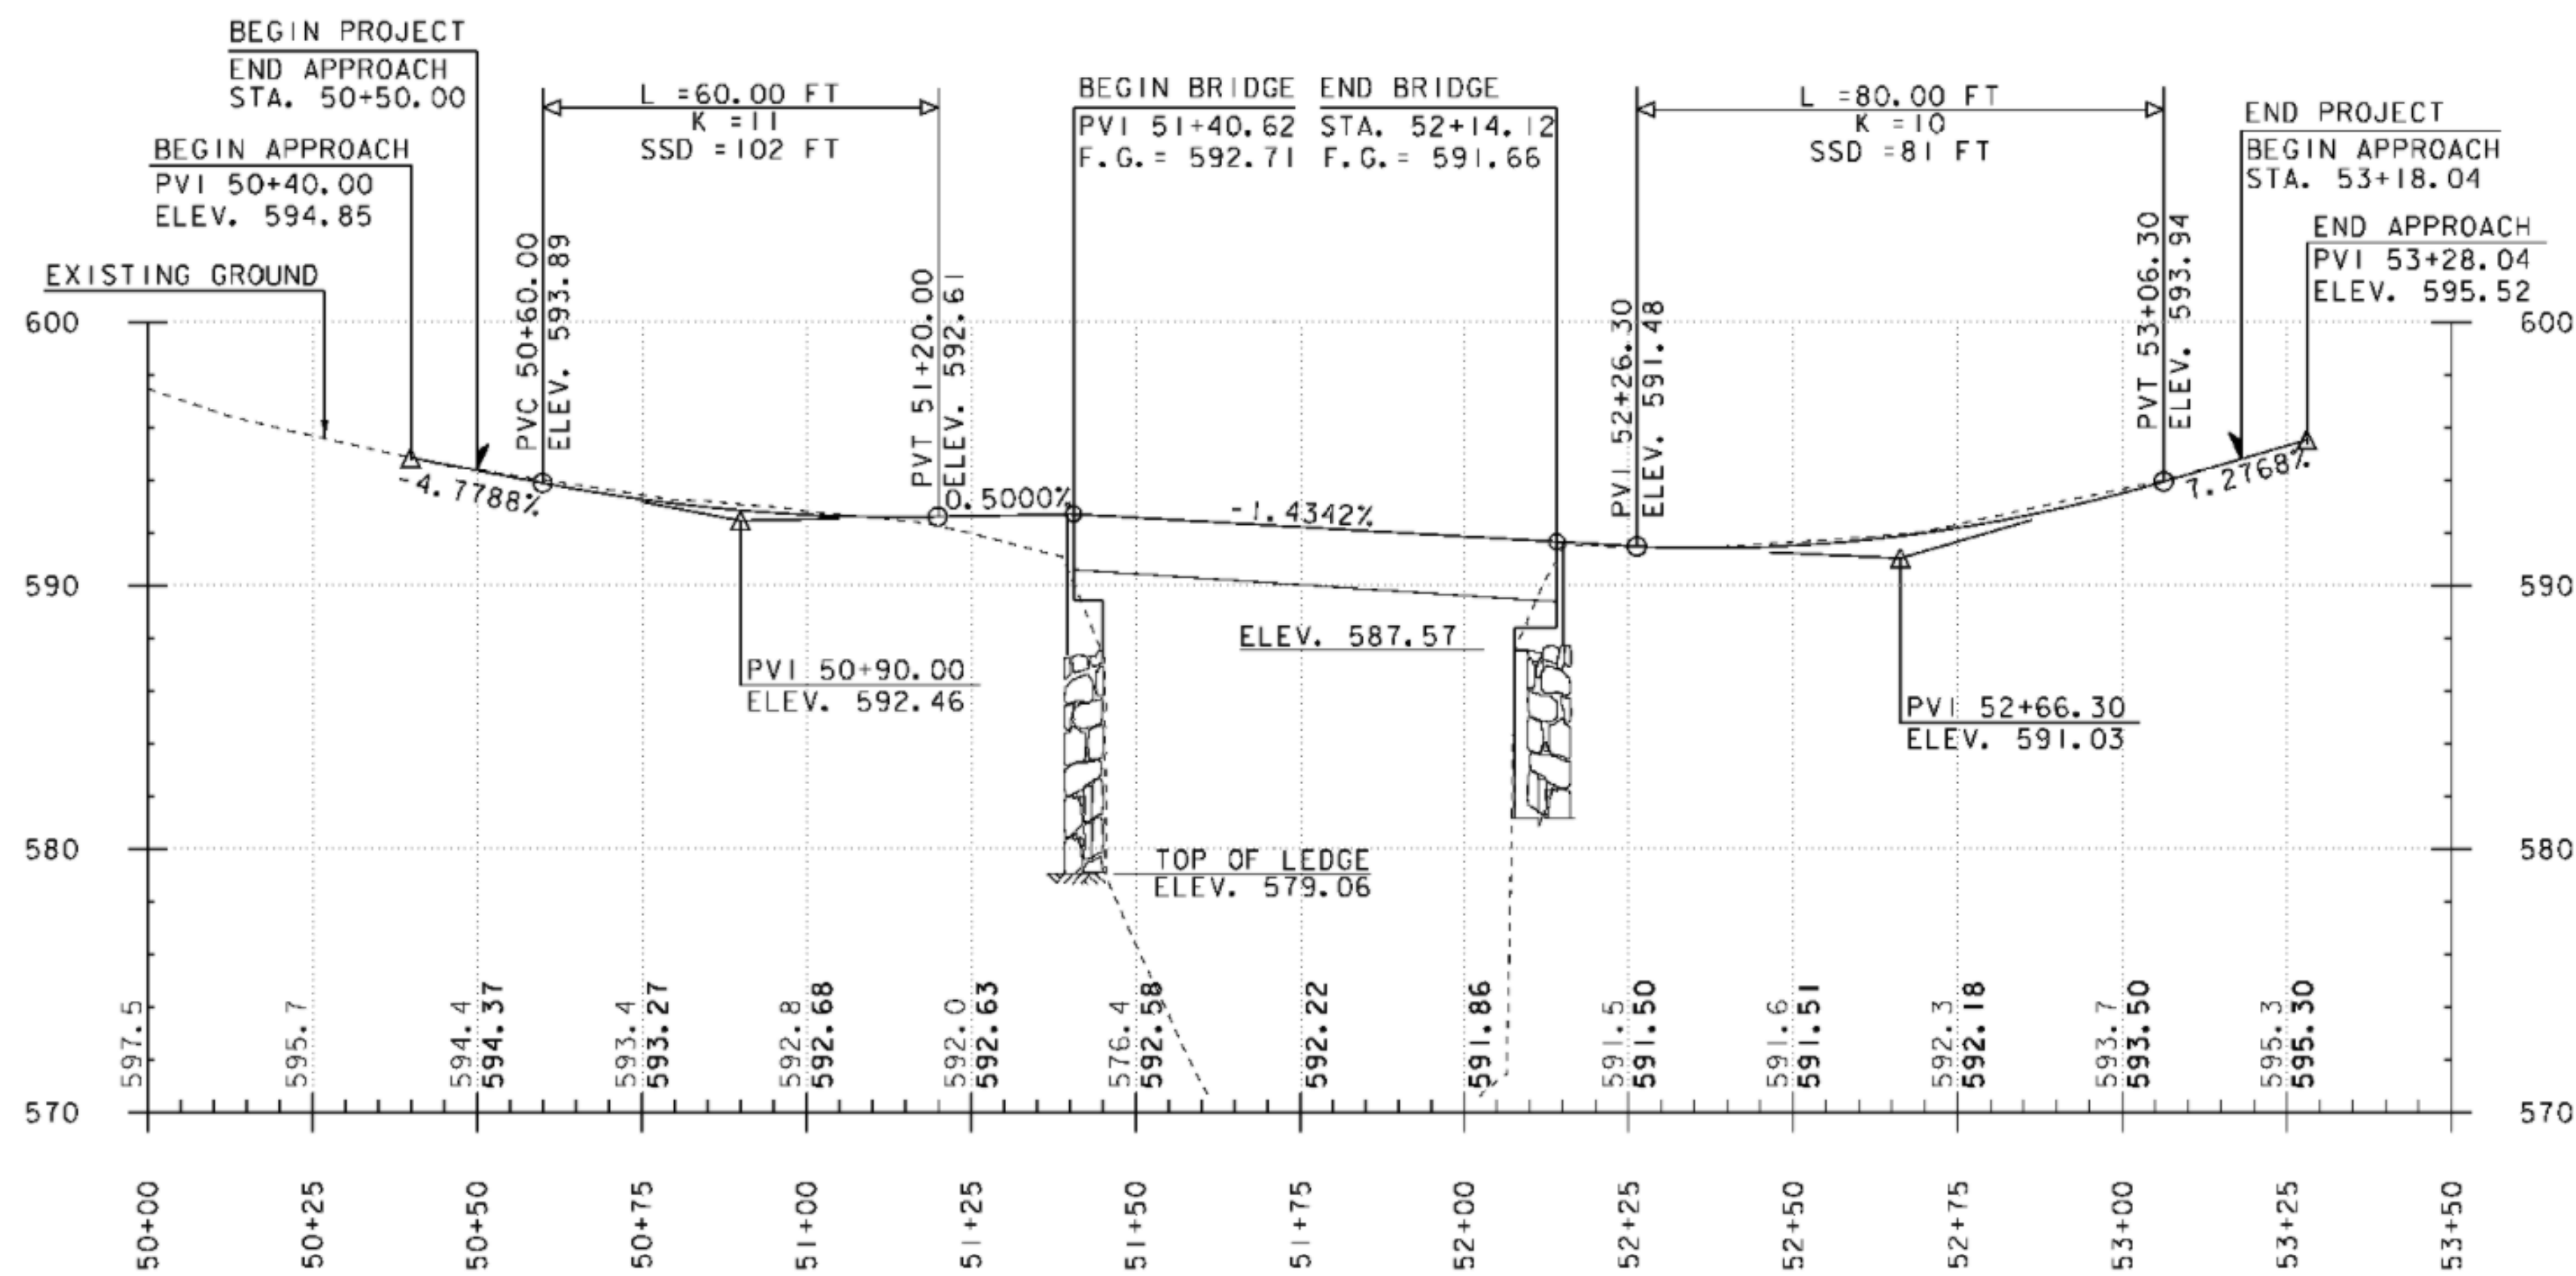 BEGIN PROJECT
END APPROACH
STA. 50+50.00
BEGIN APPROACH
PVI 50+40.00
ELEV. 594.85
EXISTING GROUND
L =60.00 FT
K =11
SSD =102 FT
BEGIN BRIDGE
PVI 51+40.62
F.G.= 592.71
END BRIDGE
STA. 52+14.12
F.G.= 591.66
L =80.00 FT
K =10
SSD =81 FT
END PROJECT
BEGIN APPROACH
STA. 53+18.04
END APPROACH
PVI 53+28.04
ELEV. 595.52
PVC 50+60.00
ELEV. 593.89
PVT 51+20.00
ELEV. 592.61
PVI 52+26.30
ELEV. 591.48
PVT 53+06.30
ELEV. 593.94
600
600
-4.7788%
0.5000%
-1.4342%
7.2768%
590
590
ELEV. 587.57
PVI 50+90.00
ELEV. 592.46
PVI 52+66.30
ELEV. 591.03
580
580
TOP OF LEDGE
ELEV. 579.06
597.5
595.7
594.4
594.37
593.4
593.27
592.8
592.68
592.0
592.63
576.4
592.58
592.22
591.86
591.5
591.50
591.6
591.51
592.3
592.18
593.7
593.50
595.3
595.30
570
570
50+00
50+25
50+50
50+75
51+00
51+25
51+50
51+75
52+00
52+25
52+50
52+75
53+00
53+25
53+50